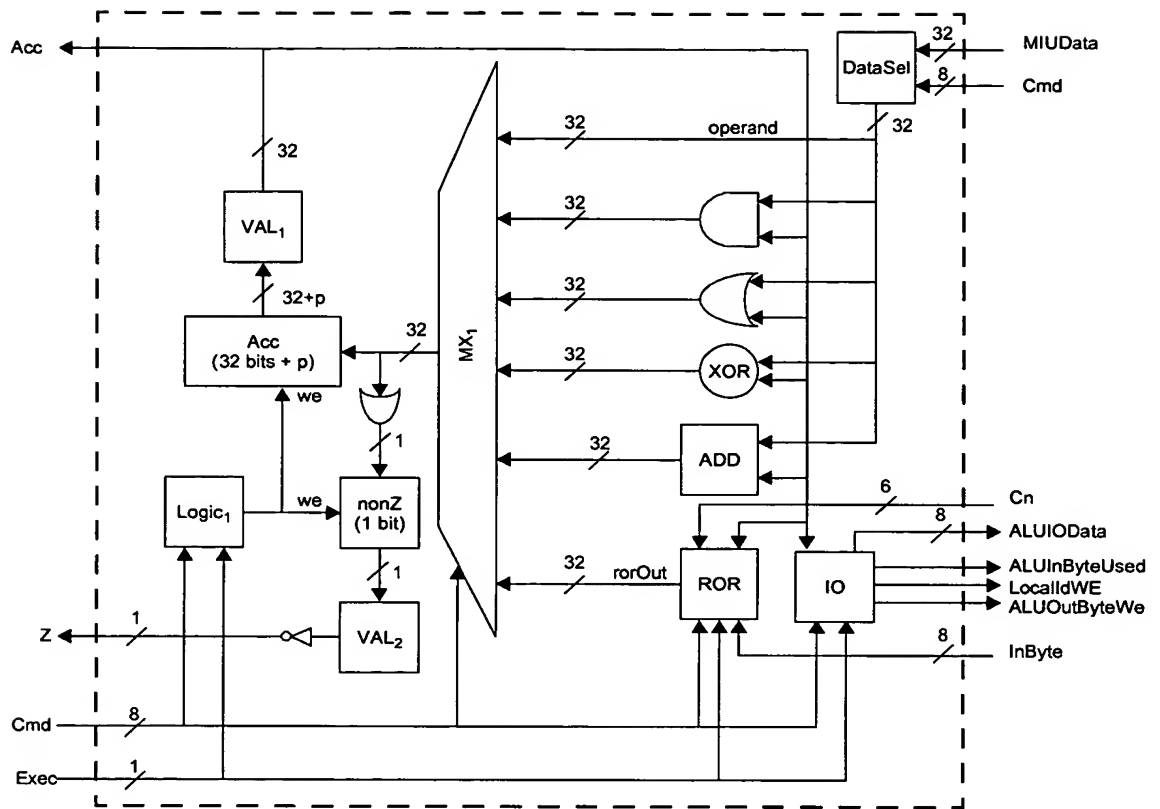 Acc
32
MIUData
DataSel
8
Cmd
32
32
operand
32
32
VAL1
32+p
32
Acc
(32 bits + p)
32
MX1
32
XOR
we
1
32
ADD
Logic1
we
nonZ
(1 bit)
6
Cn
8
ALUIOData
1
32
rorOut
ROR
IO
ALUInByteUsed
LocalIdWE
ALUOutByteWe
Z
1
VAL2
8
InByte
Cmd
8
Exec
1